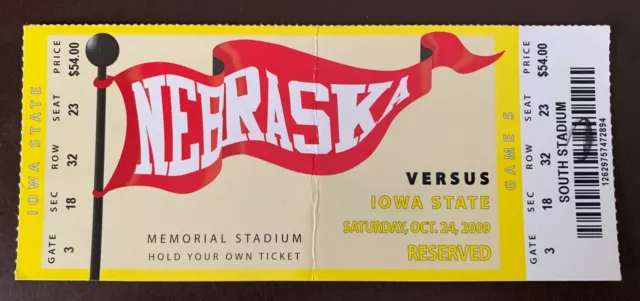 IOWA STATE
GATE SEC ROW SEAT PRICE
3 18 32 23 $54.00
NEBRASKA
VERSUS
IOWA STATE
SATURDAY, OCT. 24, 2009
RESERVED
MEMORIAL STADIUM
HOLD YOUR OWN TICKET
GAME 5
GATE SEC ROW SEAT PRICE
3 18 32 23 $54.00
SOUTH STADIUM
12629757472894